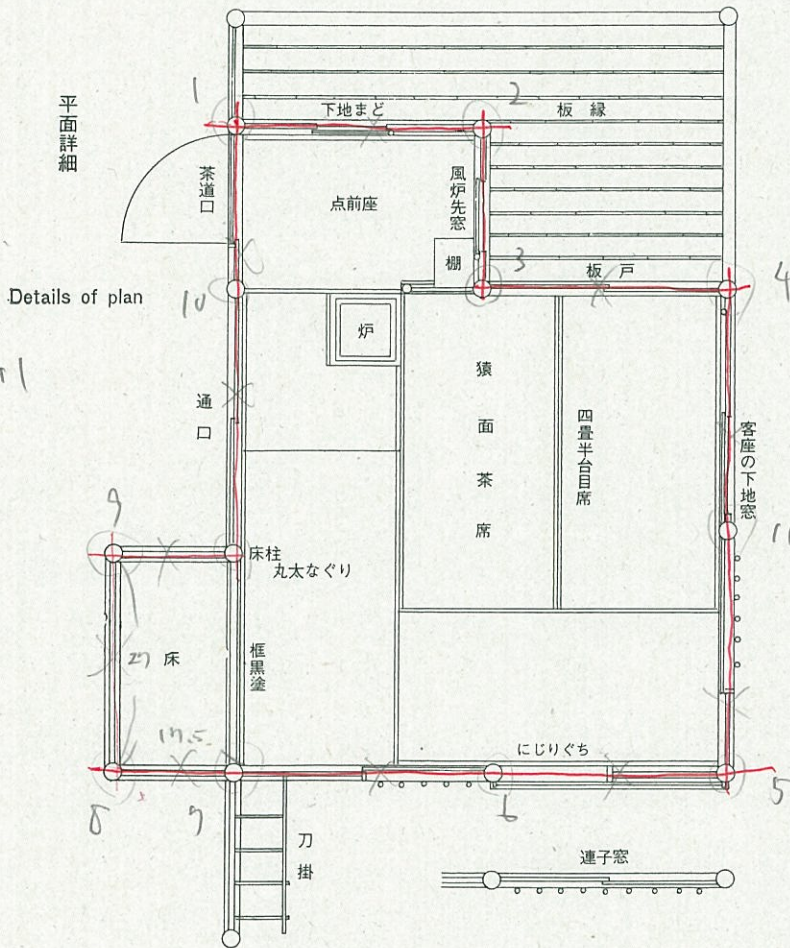 平面詳細
Details of plan
1
下地まど
2
板縁
茶道口
点前座
風炉先窓
棚
3
板戸
4
10
炉
通口
猿面茶席
四畳半台目席
客座の下地窓
11
9
床柱
丸太なぐり
床
27
框黒塗
17.5
にじりぐち
8
9
6
5
刀掛
連子窓